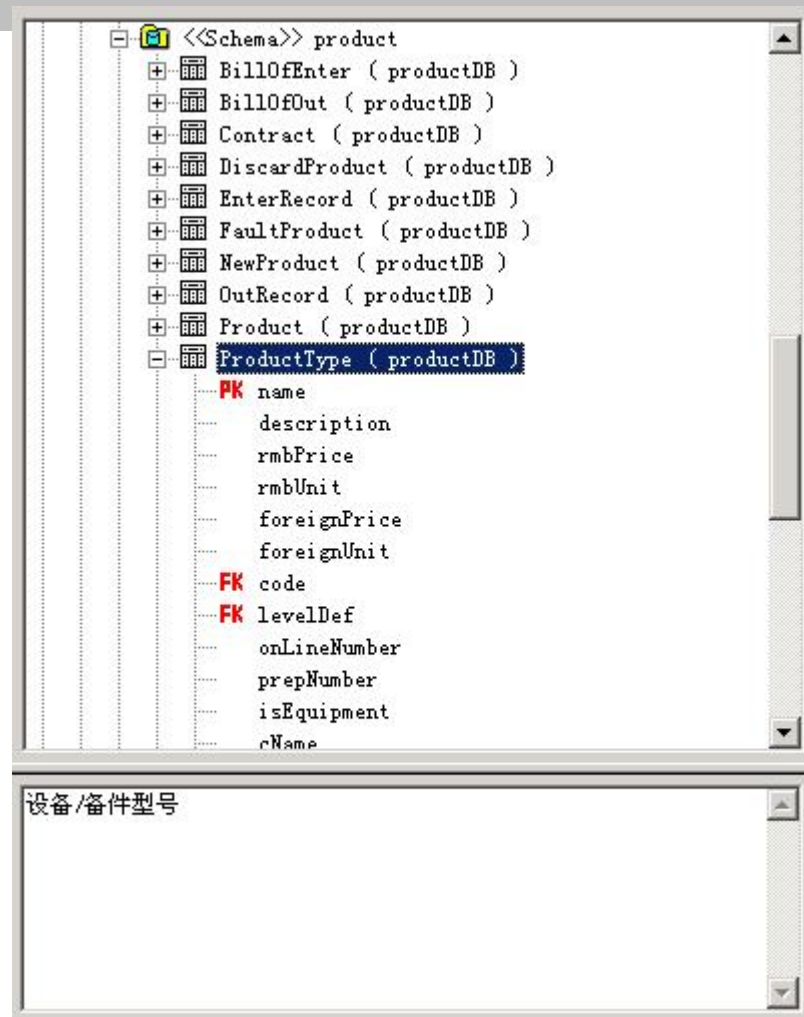 <<Schema>> product
BillOfEnter ( productDB )
BillOfOut ( productDB )
Contract ( productDB )
DiscardProduct ( productDB )
EnterRecord ( productDB )
FaultProduct ( productDB )
NewProduct ( productDB )
OutRecord ( productDB )
Product ( productDB )
ProductType ( productDB )
PK name
description
rmbPrice
rmbUnit
foreignPrice
foreignUnit
FK code
FK levelDef
onLineNumber
prepNumber
isEquipment
cName
设备/备件型号